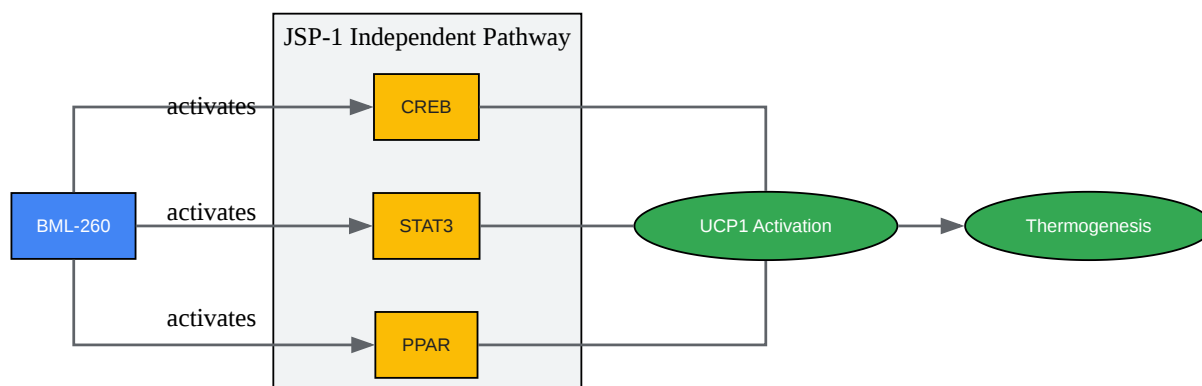 JSP-1 Independent Pathway
activates
CREB
BML-260
activates
STAT3
UCP1 Activation
Thermogenesis
activates
PPAR